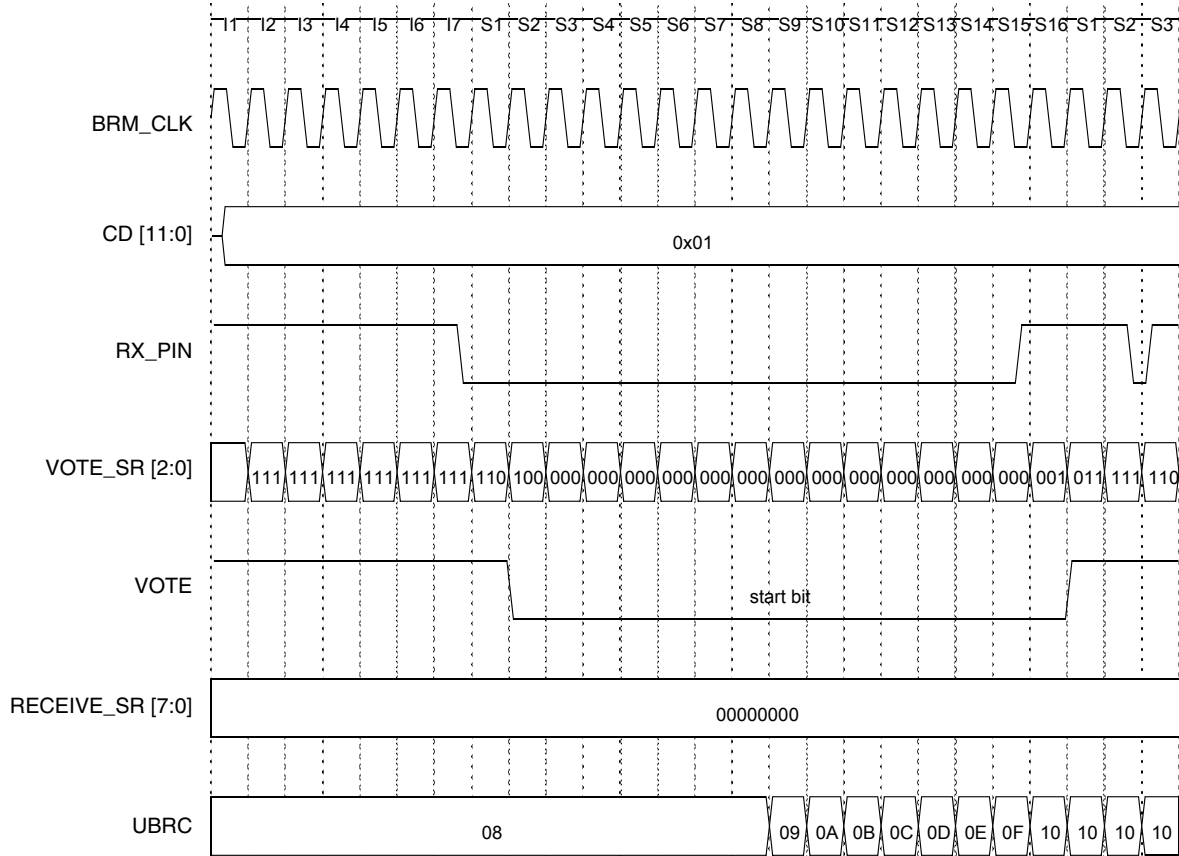 I1 I2 I3 I4 I5 I6 I7 S1 S2 S3 S4 S5 S6 S7 S8 S9 S10 S11 S12 S13 S14 S15 S16 S1 S2 S3
BRM_CLK
CD [11:0] 0x01
RX_PIN
VOTE_SR [2:0] 111 111 111 111 111 111 110 100 000 000 000 000 000 000 000 000 000 000 000 000 000 001 011 111 110
VOTE start bit
RECEIVE_SR [7:0] 00000000
UBRC 08 09 0A 0B 0C 0D 0E 0F 10 10 10 10